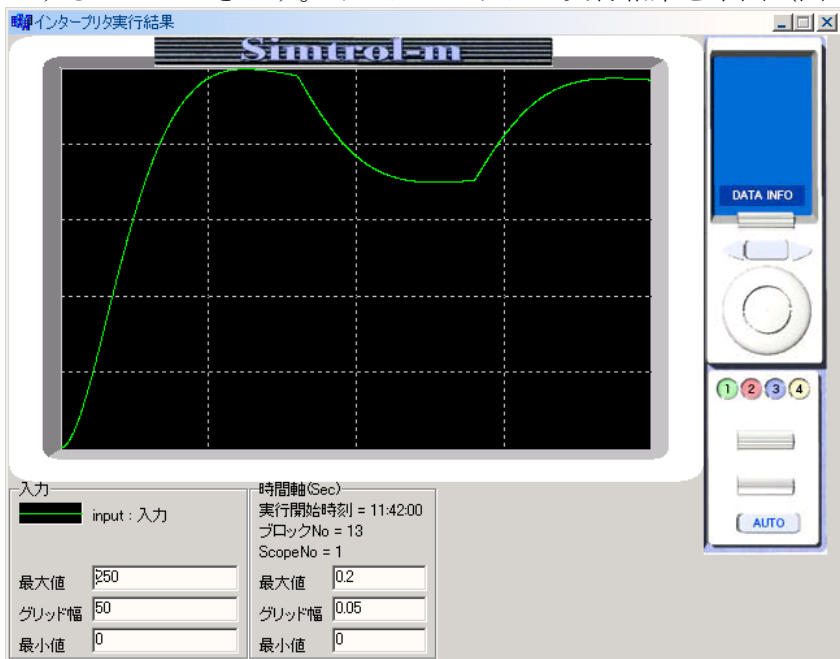 インタープリタ実行結果
Simtrol-m
DATA INFO
1 2 3 4
AUTO
入力
input : 入力
最大値 250
グリッド幅 50
最小値 0
時間軸(Sec)
実行開始時刻 = 11:42:00
ブロックNo = 13
ScopeNo = 1
最大値 0.2
グリッド幅 0.05
最小値 0